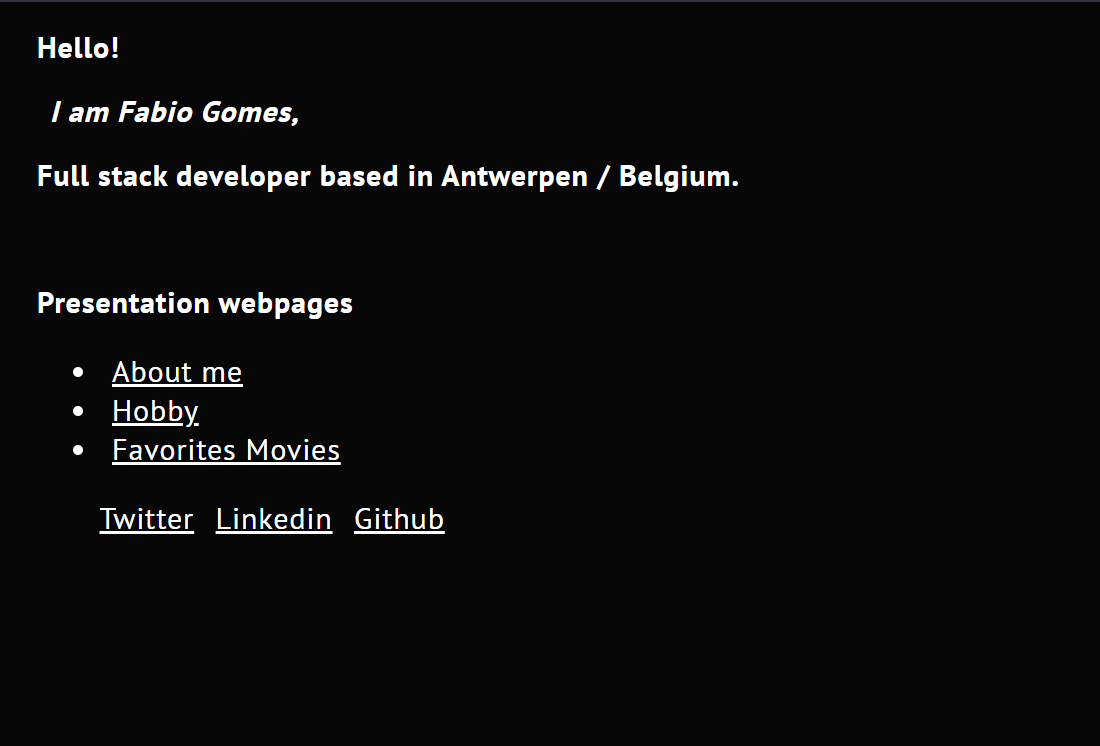 Hello!
I am Fabio Gomes,
Full stack developer based in Antwerpen / Belgium.
Presentation webpages
About me
Hobby
Favorites Movies
Twitter Linkedin Github